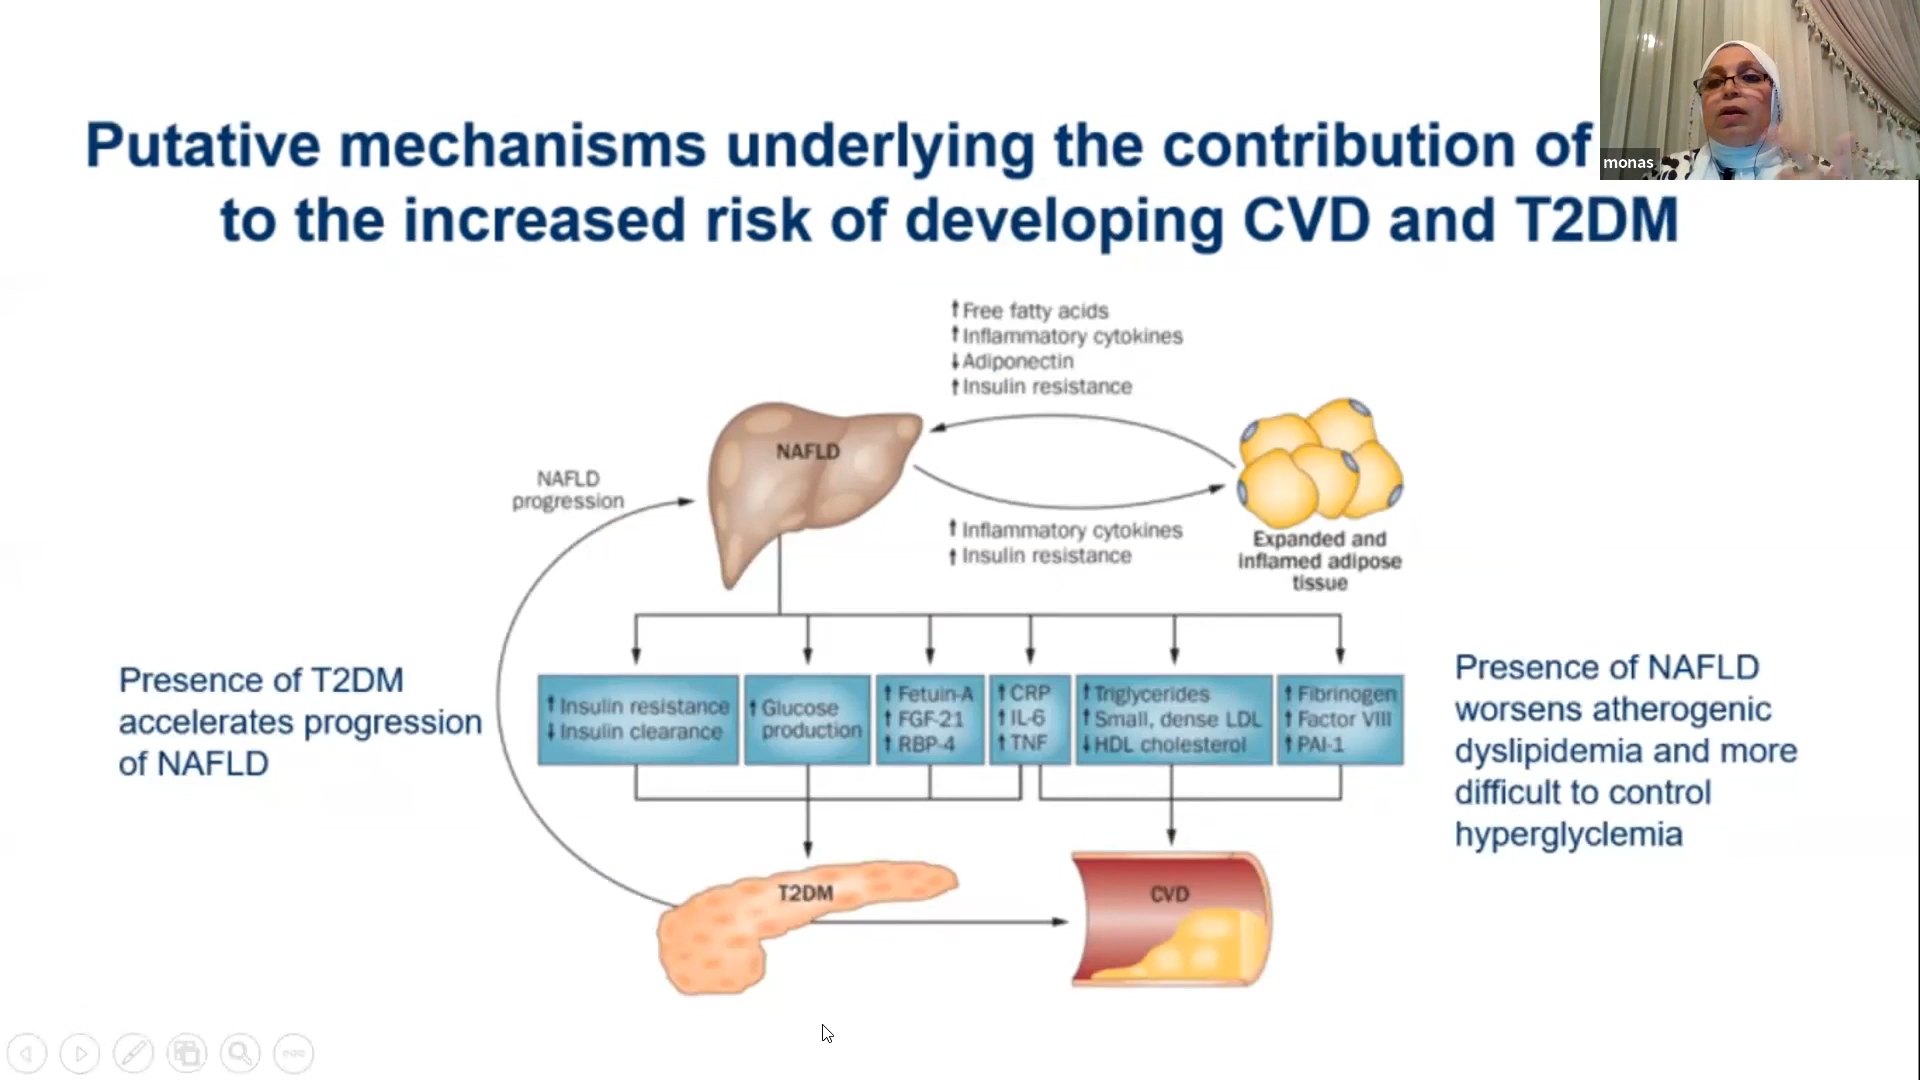 Putative mechanisms underlying the contribution of
to the increased risk of developing CVD and T2DM
monas
↑Free fatty acids
↑Inflammatory cytokines
↓Adiponectin
↑Insulin resistance
NAFLD
NAFLD
progression
↑Inflammatory cytokines
↑Insulin resistance
Expanded and
inflamed adipose
tissue
Presence of T2DM
accelerates progression
of NAFLD
↑Insulin resistance
↓Insulin clearance
↑Glucose
production
↑Fetuin-A
↑FGF-21
↑RBP-4
↑CRP
↑IL-6
↑TNF
↑Triglycerides
↑Small, dense LDL
↓HDL cholesterol
↑Fibrinogen
↑Factor VIII
↑PAI-1
Presence of NAFLD
worsens atherogenic
dyslipidemia and more
difficult to control
hyperglyclemia
T2DM
CVD